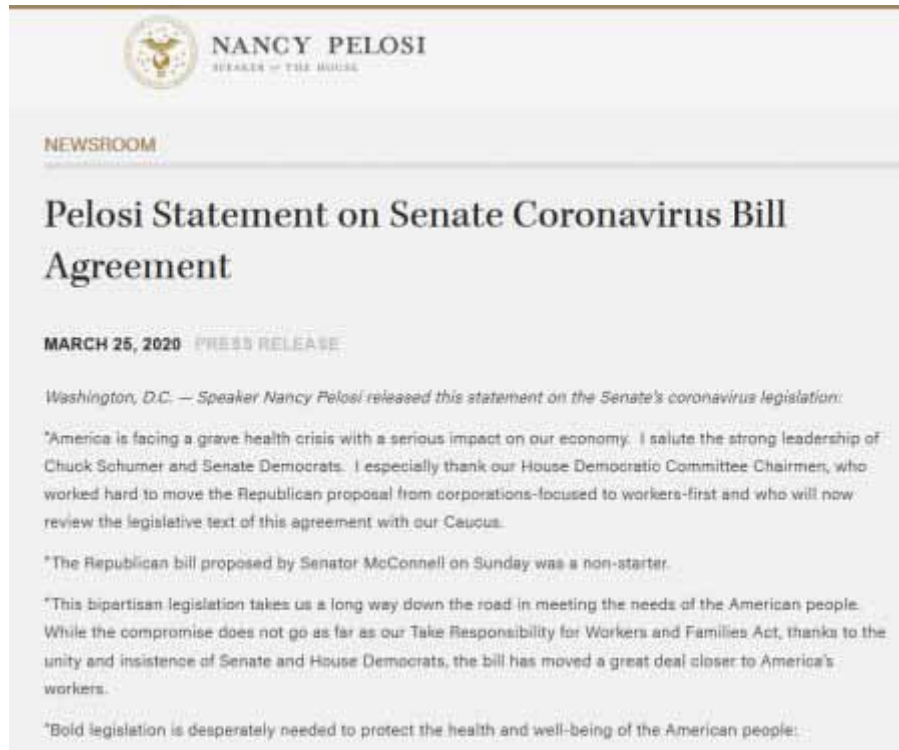 NANCY PELOSI
SPEAKER OF THE HOUSE
NEWSROOM
Pelosi Statement on Senate Coronavirus Bill
Agreement
MARCH 25, 2020 PRESS RELEASE
Washington, D.C. — Speaker Nancy Pelosi released this statement on the Senate's coronavirus legislation:
"America is facing a grave health crisis with a serious impact on our economy.  I salute the strong leadership of
Chuck Schumer and Senate Democrats.  I especially thank our House Democratic Committee Chairmen, who
worked hard to move the Republican proposal from corporations-focused to workers-first and who will now
review the legislative text of this agreement with our Caucus.
"The Republican bill proposed by Senator McConnell on Sunday was a non-starter.
"This bipartisan legislation takes us a long way down the road in meeting the needs of the American people.
While the compromise does not go as far as our Take Responsibility for Workers and Families Act, thanks to the
unity and insistence of Senate and House Democrats, the bill has moved a great deal closer to America's
workers.
"Bold legislation is desperately needed to protect the health and well-being of the American people: